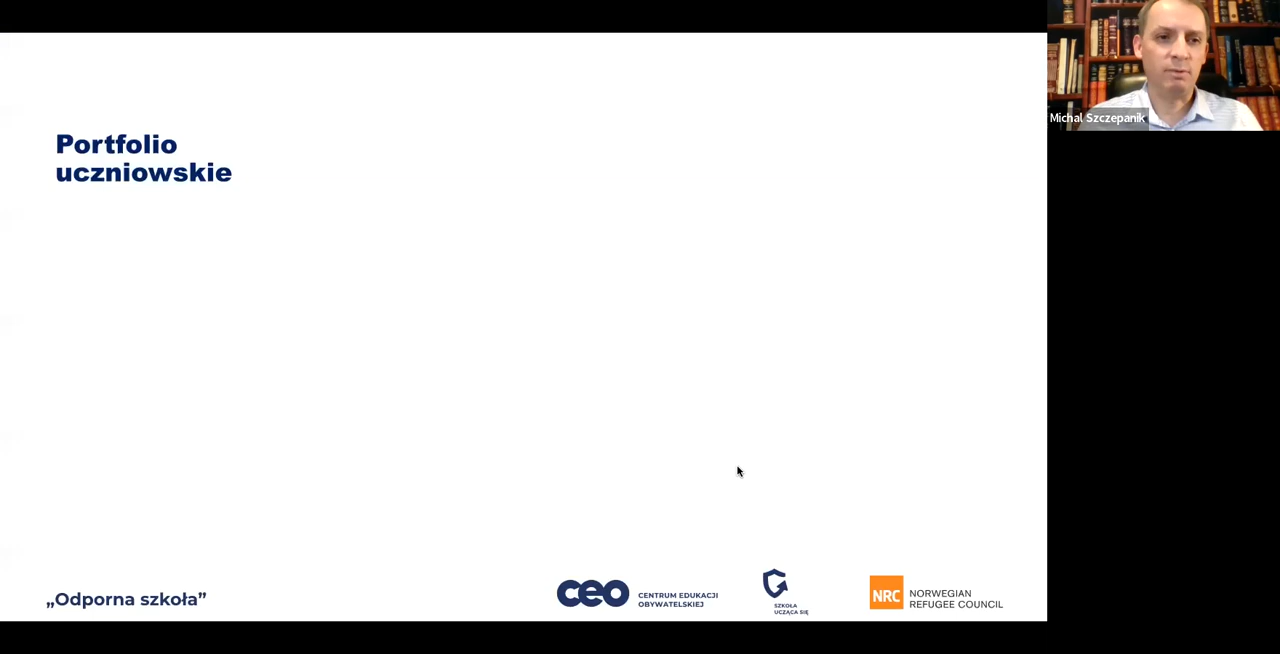 Michal Szczepanik
Portfolio
uczniowskie
„Odporna szkoła”
ceo
CENTRUM EDUKACJI
OBYWATELSKIEJ
SZKOŁA
UCZĄCA SIĘ
NRC
NORWEGIAN
REFUGEE COUNCIL